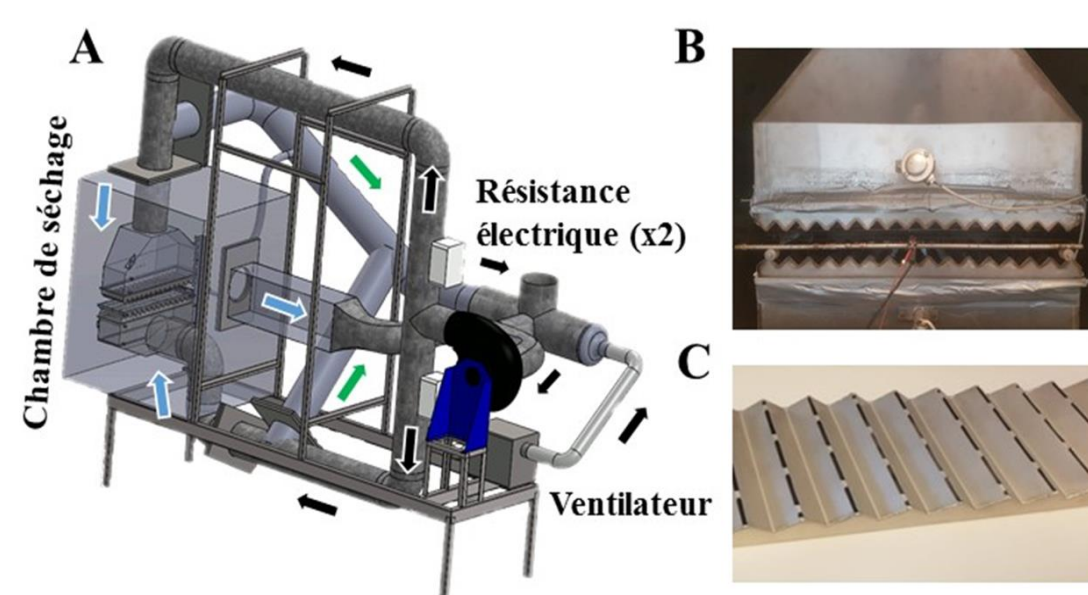 A
B
Chambre de séchage
Résistance
électrique (x2)
C
Ventilateur